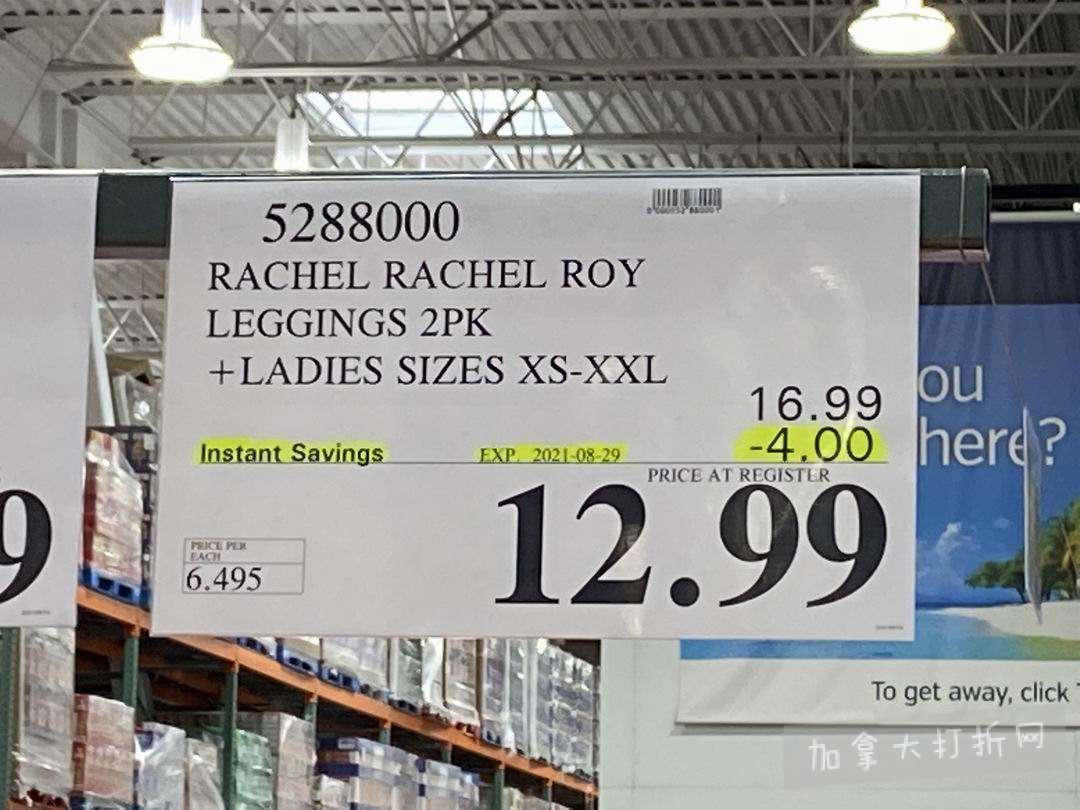 5288000
RACHEL RACHEL ROY
LEGGINGS 2PK
+LADIES SIZES XS-XXL
16.99
Instant Savings EXP. 2021-08-29 -4.00
PRICE AT REGISTER
12.99
PRICE PER
EACH
6.495
9
ou
here?
To get away, click
加拿大打折网